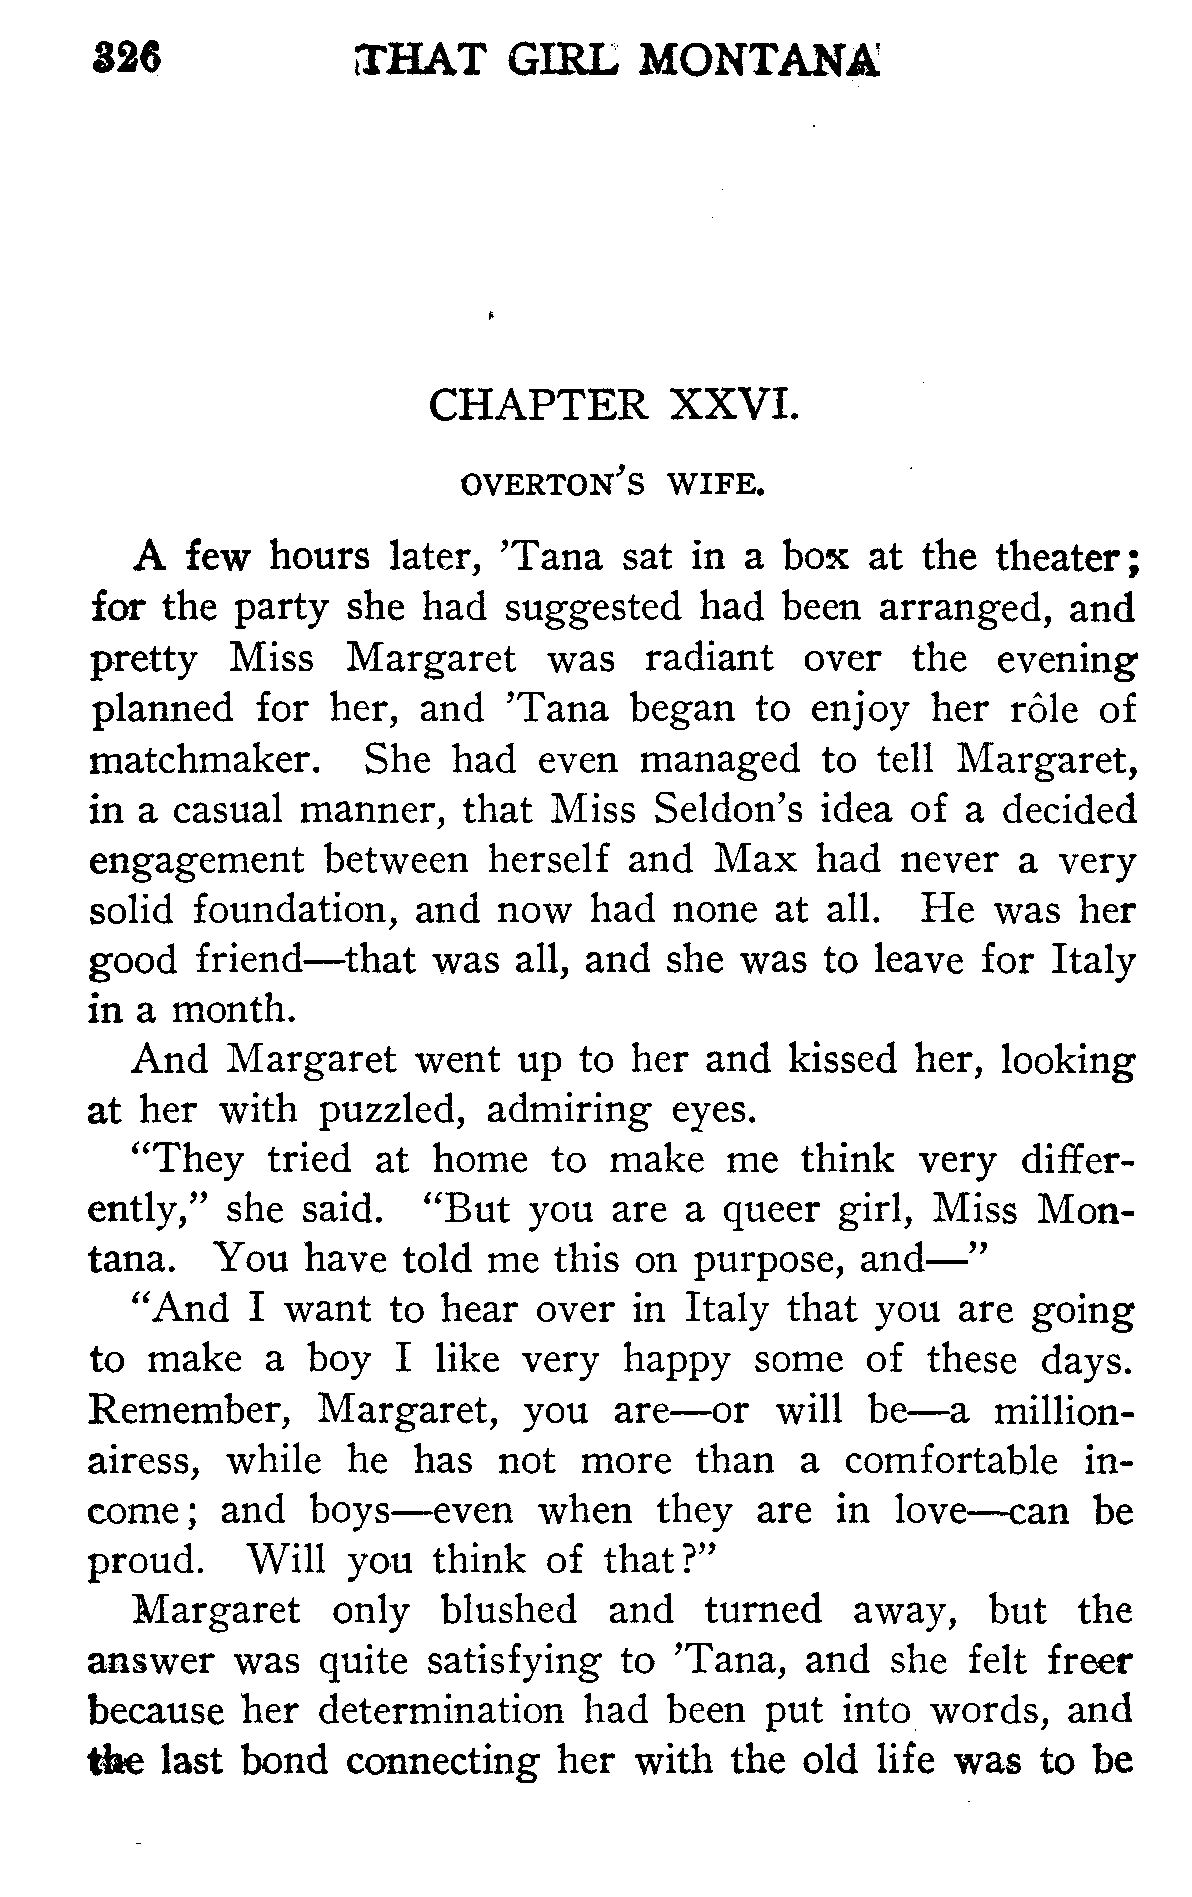 326 THAT GIRL MONTANA
CHAPTER XXVI.
OVERTON'S WIFE.
A few hours later, ’Tana sat in a box at the theater;
for the party she had suggested had been arranged, and
pretty Miss Margaret was radiant over the evening
planned for her, and ’Tana began to enjoy her rôle of
matchmaker. She had even managed to tell Margaret,
in a casual manner, that Miss Seldon’s idea of a decided
engagement between herself and Max had never a very
solid foundation, and now had none at all. He was her
good friend—that was all, and she was to leave for Italy
in a month.
And Margaret went up to her and kissed her, looking
at her with puzzled, admiring eyes.
“They tried at home to make me think very differ-
ently,” she said. “But you are a queer girl, Miss Mon-
tana. You have told me this on purpose, and—”
“And I want to hear over in Italy that you are going
to make a boy I like very happy some of these days.
Remember, Margaret, you are—or will be—a million-
airess, while he has not more than a comfortable in-
come; and boys—even when they are in love—can be
proud. Will you think of that?”
Margaret only blushed and turned away, but the
answer was quite satisfying to ’Tana, and she felt freer
because her determination had been put into words, and
the last bond connecting her with the old life was to be